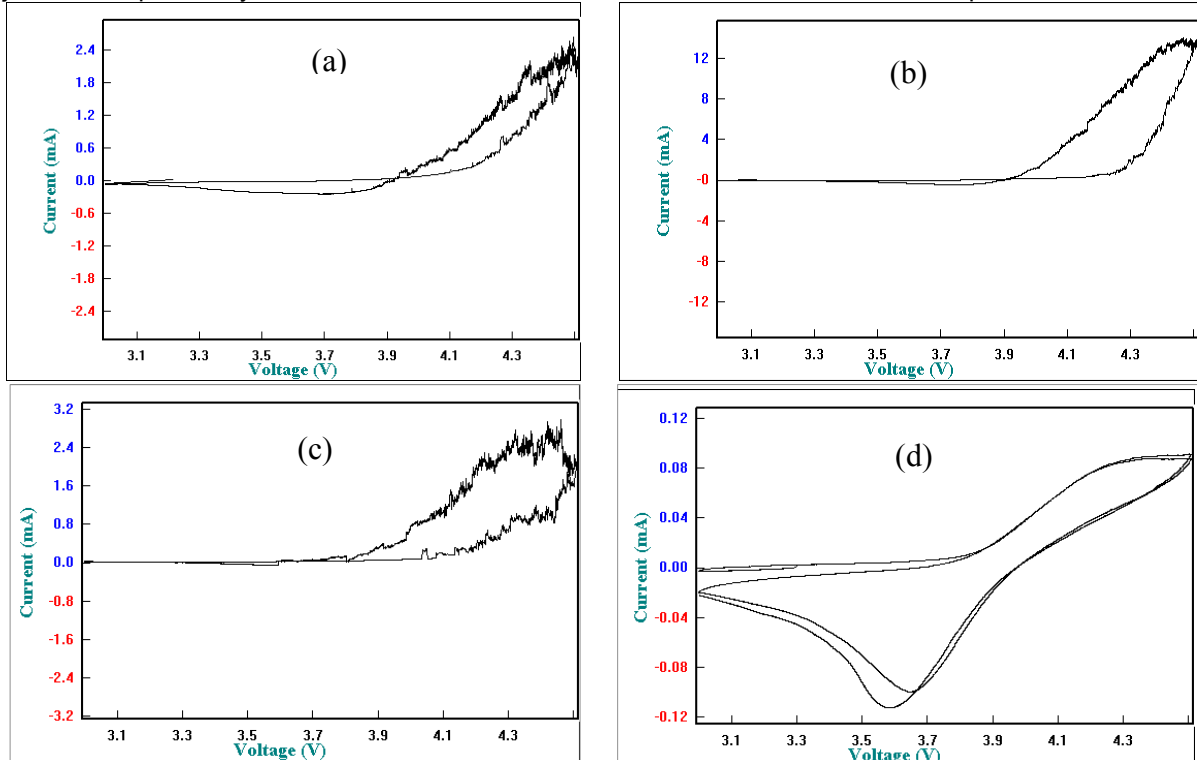 (a)
2.4
1.8
1.2
0.6
0.0
-0.6
-1.2
-1.8
-2.4
Current (mA)
3.1 3.3 3.5 3.7 3.9 4.1 4.3
Voltage (V)
(b)
12
8
4
-0
-4
-8
-12
Current (mA)
3.1 3.3 3.5 3.7 3.9 4.1 4.3
Voltage (V)
(c)
3.2
2.4
1.6
0.8
0.0
-0.8
-1.6
-2.4
-3.2
Current (mA)
3.1 3.3 3.5 3.7 3.9 4.1 4.3
Voltage (V)
(d)
0.12
0.08
0.04
0.00
-0.04
-0.08
-0.12
Current (mA)
3.1 3.3 3.5 3.7 3.9 4.1 4.3
Voltage (V)